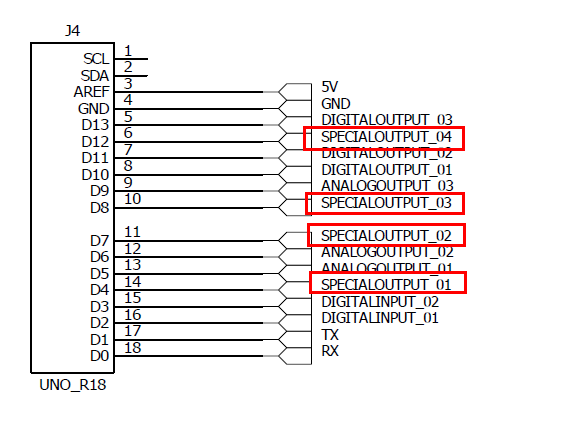 J4
SCL 1
SDA 2
AREF 3 5V
GND 4 GND
D13 5 DIGITALOUTPUT_03
D12 6 SPECIALOUTPUT_04
D11 7 DIGITALOUTPUT_02
D10 8 DIGITALOUTPUT_01
D9 9 ANALOGOUTPUT_03
D8 10 SPECIALOUTPUT_03
D7 11 SPECIALOUTPUT_02
D6 12 ANALOGOUTPUT_02
D5 13 ANALOGOUTPUT_01
D4 14 SPECIALOUTPUT_01
D3 15 DIGITALINPUT_02
D2 16 DIGITALINPUT_01
D1 17 TX
D0 18 RX
UNO_R18